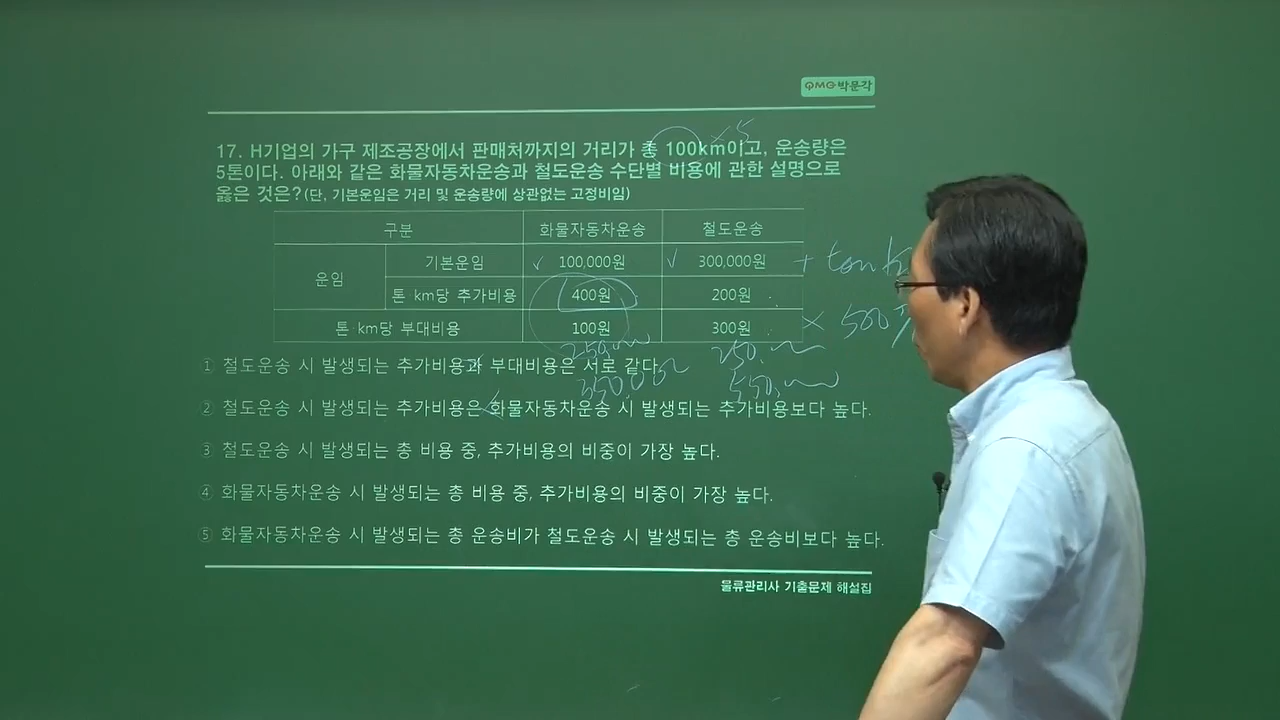 QMG박문각
× 5
17. H기업의 가구 제조공장에서 판매처까지의 거리가 총 100km이고, 운송량은
5톤이다. 아래와 같은 화물자동차운송과 철도운송 수단별 비용에 관한 설명으로
옳은 것은?(단, 기본운임은 거리 및 운송량에 상관없는 고정비임)
구분 화물자동차운송 철도운송
운임 기본운임 100,000원 300,000원 + ton
톤 km당 추가비용 400원 200원
톤·km당 부대비용 100원 300원 × 500
250,000 250,000
① 철도운송 시 발생되는 추가비용과 부대비용은 서로 같다.
350,000 550,000
② 철도운송 시 발생되는 추가비용은 화물자동차운송 시 발생되는 추가비용보다 높다.
③ 철도운송 시 발생되는 총 비용 중, 추가비용의 비중이 가장 높다.
④ 화물자동차운송 시 발생되는 총 비용 중, 추가비용의 비중이 가장 높다.
⑤ 화물자동차운송 시 발생되는 총 운송비가 철도운송 시 발생되는 총 운송비보다 높다.
물류관리사 기출문제 해설집